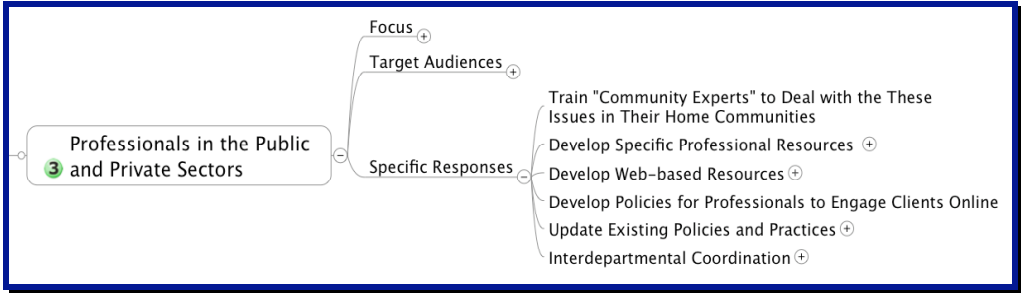 Focus
Target Audiences
Train "Community Experts" to Deal with the These
Issues in Their Home Communities
Professionals in the Public
3 and Private Sectors
Develop Specific Professional Resources
Specific Responses
Develop Web-based Resources
Develop Policies for Professionals to Engage Clients Online
Update Existing Policies and Practices
Interdepartmental Coordination